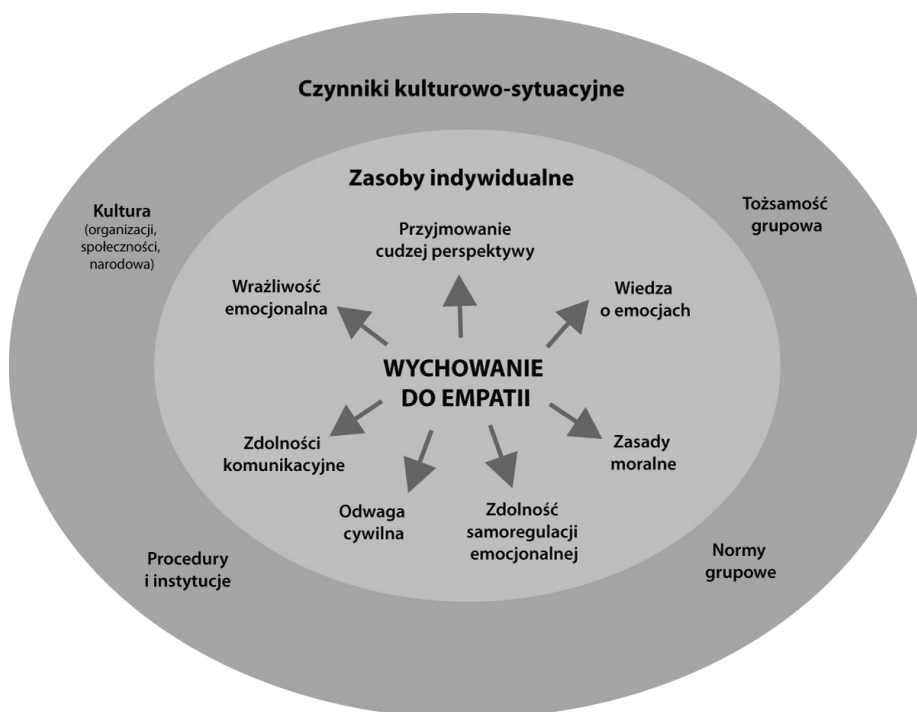 Czynniki kulturowo-sytuacyjne
Zasoby indywidualne
Kultura
(organizacji,
społeczności,
narodowa)
Tożsamość
grupowa
Przyjmowanie
cudzej perspektywy
Wrażliwość
emocjonalna
Wiedza
o emocjach
WYCHOWANIE
DO EMPATII
Zdolności
komunikacyjne
Zasady
moralne
Odwaga
cywilna
Zdolność
samoregulacji
emocjonalnej
Procedury
i instytucje
Normy
grupowe